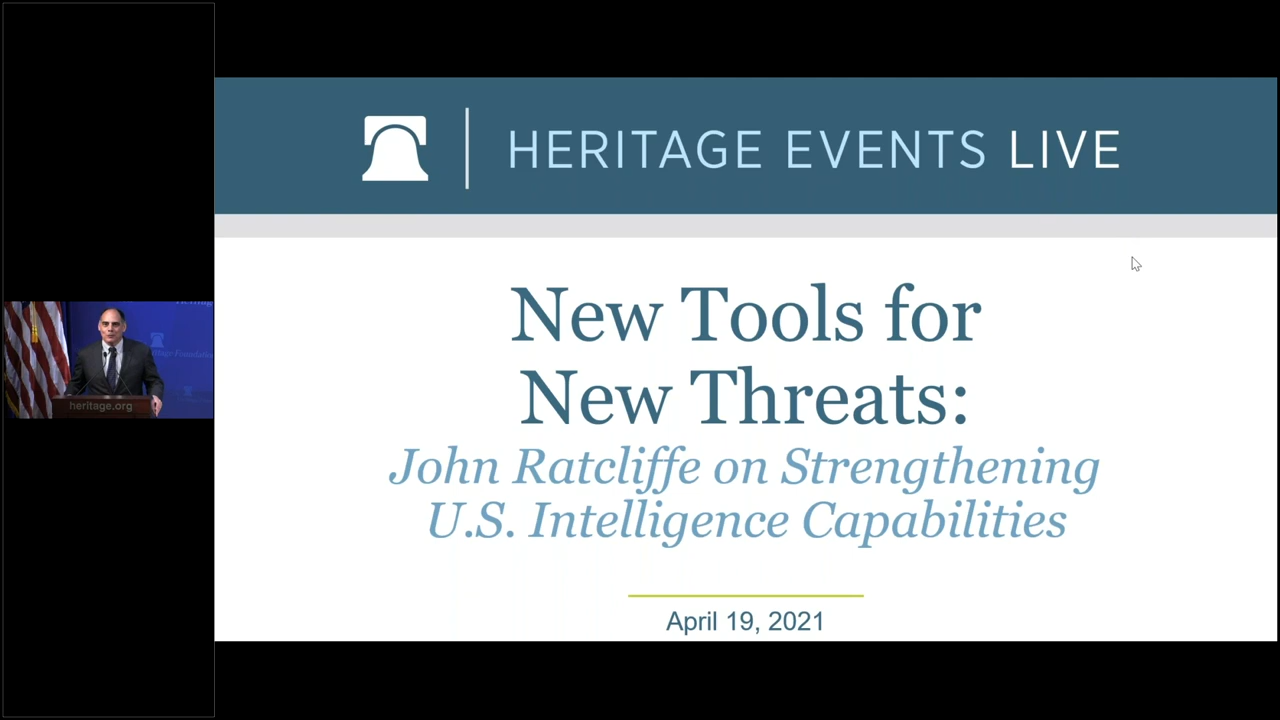 HERITAGE EVENTS LIVE
New Tools for
New Threats:
John Ratcliffe on Strengthening
U.S. Intelligence Capabilities
April 19, 2021
heritage.org